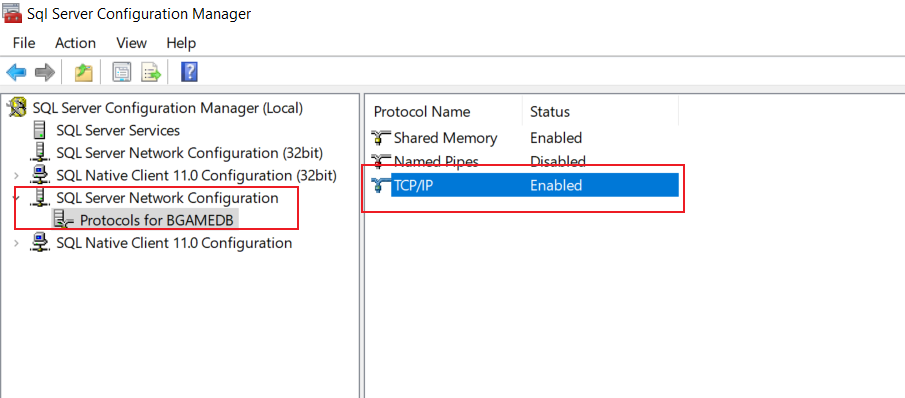 Sql Server Configuration Manager
File Action View Help
SQL Server Configuration Manager (Local)
SQL Server Services
SQL Server Network Configuration (32bit)
SQL Native Client 11.0 Configuration (32bit)
SQL Server Network Configuration
Protocols for BGAMEDB
SQL Native Client 11.0 Configuration
Protocol Name Status
Shared Memory Enabled
Named Pipes Disabled
TCP/IP Enabled